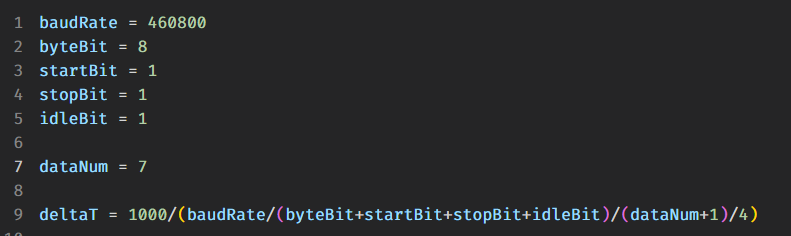 1 baudRate = 460800
2 byteBit = 8
3 startBit = 1
4 stopBit = 1
5 idleBit = 1
6
7 dataNum = 7
8
9 deltaT = 1000/(baudRate/(byteBit+startBit+stopBit+idleBit)/(dataNum+1)/4)